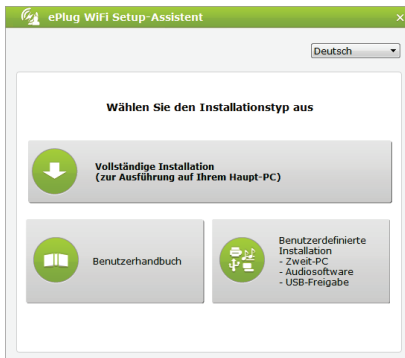 ePlug WiFi Setup-Assistent
Deutsch
Wählen Sie den Installationstyp aus
Vollständige Installation
(zur Ausführung auf Ihrem Haupt-PC)
Benutzerhandbuch
Benutzerdefinierte
Installation
- Zweit-PC
- Audiosoftware
- USB-Freigabe